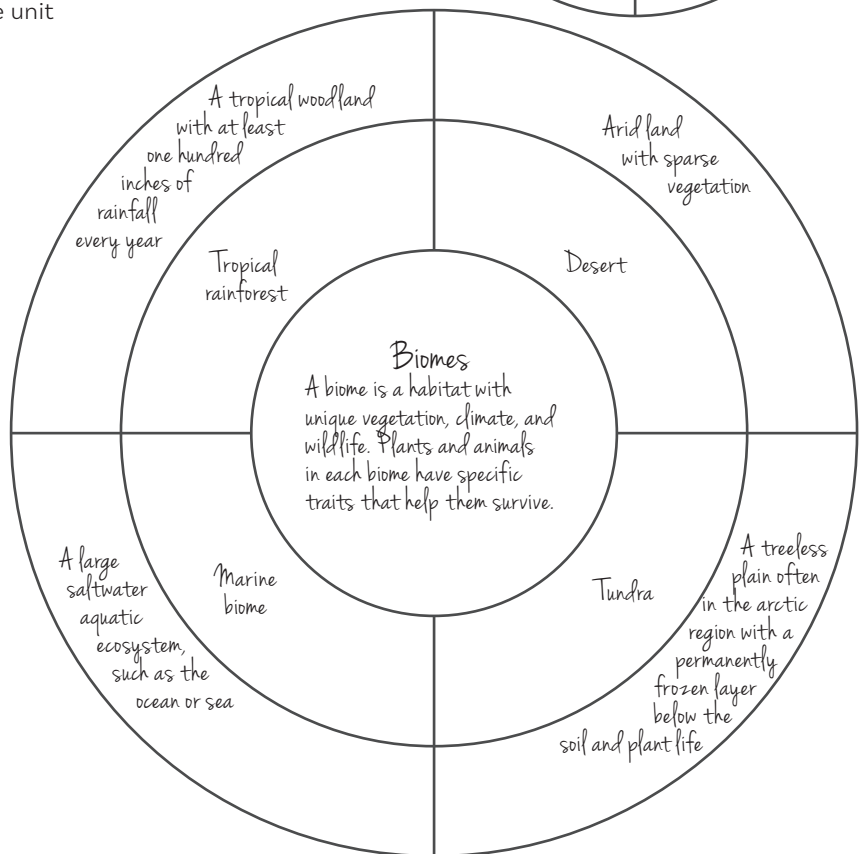 e unit
A tropical woodland
with at least
one hundred
inches of
rainfall
every year
Arid land
with sparse
vegetation
Tropical
rainforest
Desert
Biomes
A biome is a habitat with
unique vegetation, climate, and
wildlife. Plants and animals
in each biome have specific
traits that help them survive.
Marine
biome
Tundra
A large
saltwater
aquatic
ecosystem,
such as the
ocean or sea
A treeless
plain often
in the arctic
region with a
permanently
frozen layer
below the
soil and plant life